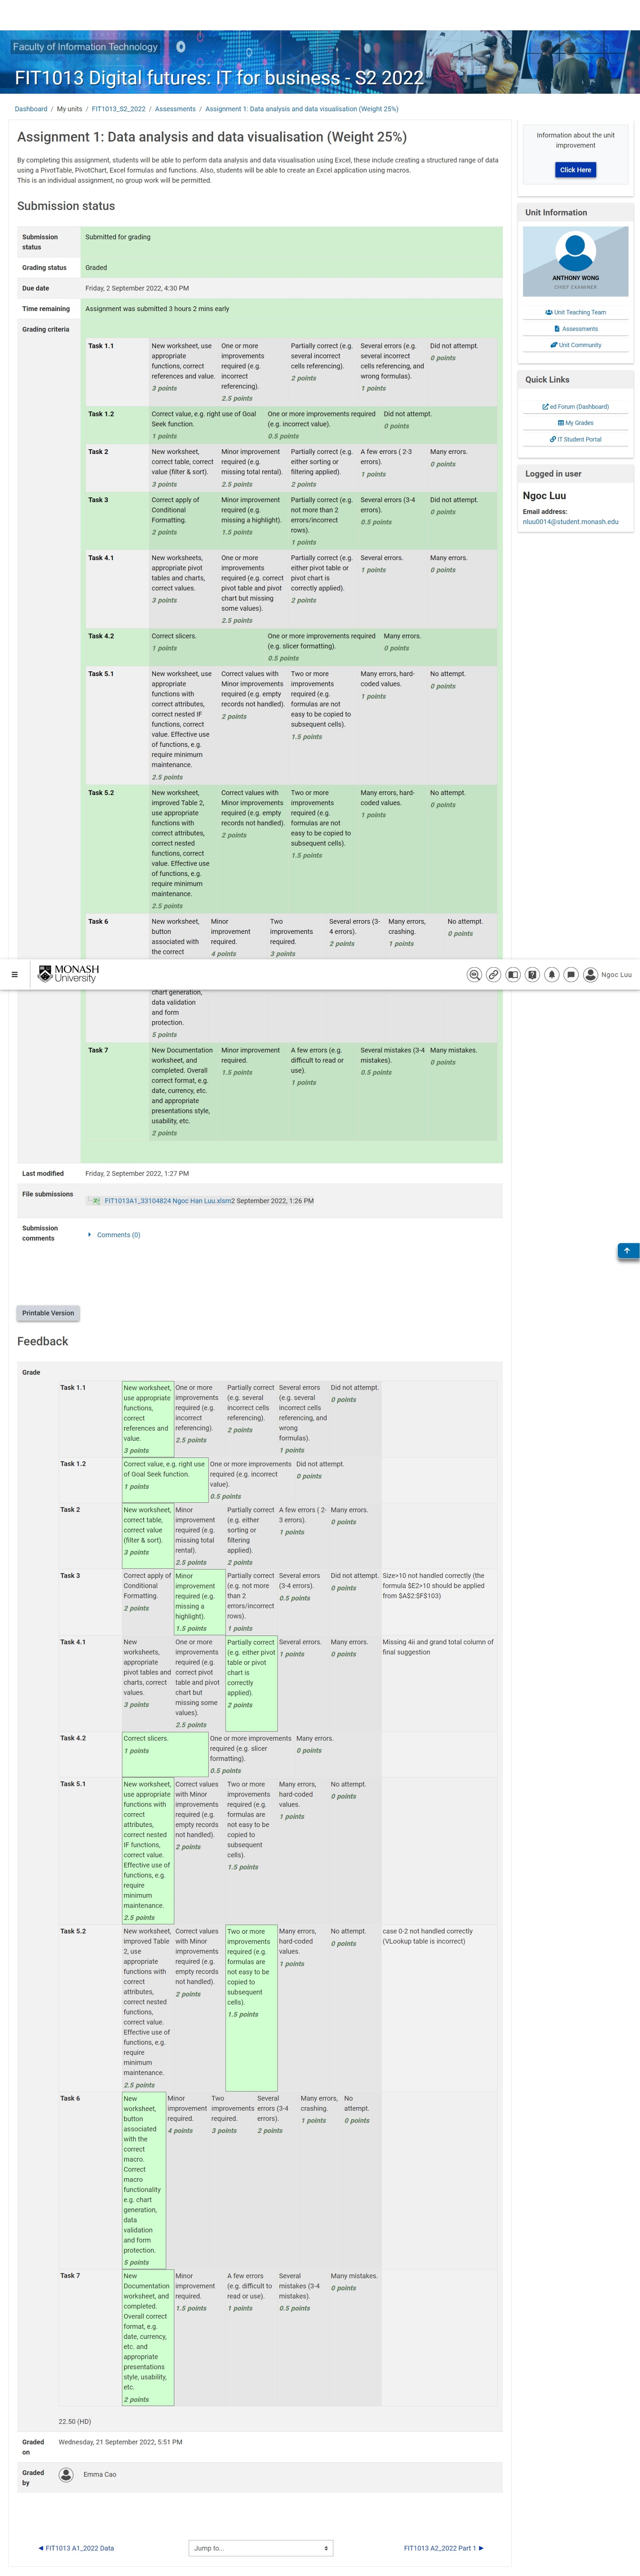 Faculty of Information Technology
FIT1013 Digital futures: IT for business - S2 2022
Dashboard / My units / FIT1013_S2_2022 / Assessments / Assignment 1: Data analysis and data visualisation (Weight 25%)
Assignment 1: Data analysis and data visualisation (Weight 25%)
By completing this assignment, students will be able to perform data analysis and data visualisation using Excel, these include creating a structured range of data
using a PivotTable, PivotChart, Excel formulas and functions. Also, students will be able to create an Excel application using macros.
This is an individual assignment, no group work will be permitted.
Submission status
Submission status
Submitted for grading
Grading status
Graded
Due date
Friday, 2 September 2022, 4:30 PM
Time remaining
Assignment was submitted 3 hours 2 mins early
Grading criteria
Task 1.1
New worksheet, use appropriate functions, correct references and value.
3 points
One or more improvements required (e.g. incorrect referencing).
2.5 points
Partially correct (e.g. several incorrect cells referencing).
2 points
Several errors (e.g. several incorrect cells referencing, and wrong formulas).
1 points
Did not attempt.
0 points
Task 1.2
Correct value, e.g. right use of Goal Seek function.
1 points
One or more improvements required (e.g. incorrect value).
0.5 points
Did not attempt.
0 points
Task 2
New worksheet, correct table, correct value (filter & sort).
3 points
Minor improvement required (e.g. missing total rental).
2.5 points
Partially correct (e.g. either sorting or filtering applied).
2 points
A few errors ( 2-3 errors).
1 points
Many errors.
0 points
Task 3
Correct apply of Conditional Formatting.
2 points
Minor improvement required (e.g. missing a highlight).
1.5 points
Partially correct (e.g. not more than 2 errors/incorrect rows).
1 points
Several errors (3-4 errors).
0.5 points
Did not attempt.
0 points
Task 4.1
New worksheets, appropriate pivot tables and charts, correct values.
3 points
One or more improvements required (e.g. correct pivot table and pivot chart but missing some values).
2.5 points
Partially correct (e.g. either pivot table or pivot chart is correctly applied).
2 points
Several errors.
1 points
Many errors.
0 points
Task 4.2
Correct slicers.
1 points
One or more improvements required (e.g. slicer formatting).
0.5 points
Many errors.
0 points
Task 5.1
New worksheet, use appropriate functions with correct attributes, correct nested IF functions, correct value. Effective use of functions, e.g. require minimum maintenance.
2.5 points
Correct values with Minor improvements required (e.g. empty records not handled).
2 points
Two or more improvements required (e.g. formulas are not easy to be copied to subsequent cells).
1.5 points
Many errors, hard-coded values.
1 points
No attempt.
0 points
Task 5.2
New worksheet, improved Table 2, use appropriate functions with correct attributes, correct nested functions, correct value. Effective use of functions, e.g. require minimum maintenance.
2.5 points
Correct values with Minor improvements required (e.g. empty records not handled).
2 points
Two or more improvements required (e.g. formulas are not easy to be copied to subsequent cells).
1.5 points
Many errors, hard-coded values.
1 points
No attempt.
0 points
Task 6
New worksheet, button associated with the correct
Minor improvement required.
4 points
Two improvements required.
3 points
Several errors (3-4 errors).
2 points
Many errors, crashing.
1 points
No attempt.
0 points
MONASH University
Ngoc Luu
chart generation, data validation and form protection.
5 points
Task 7
New Documentation worksheet, and completed. Overall correct format, e.g. date, currency, etc. and appropriate presentations style, usability, etc.
2 points
Minor improvement required.
1.5 points
A few errors (e.g. difficult to read or use).
1 points
Several mistakes (3-4 mistakes).
0.5 points
Many mistakes.
0 points
Last modified
Friday, 2 September 2022, 1:27 PM
File submissions
FIT1013A1_33104824 Ngoc Han Luu.xlsm2 September 2022, 1:26 PM
Submission comments
Comments (0)
Printable Version
Feedback
Grade
Task 1.1
New worksheet, use appropriate functions, correct references and value.
3 points
One or more improvements required (e.g. incorrect referencing).
2.5 points
Partially correct (e.g. several incorrect cells referencing).
2 points
Several errors (e.g. several incorrect cells referencing, and wrong formulas).
1 points
Did not attempt.
0 points
Task 1.2
Correct value, e.g. right use of Goal Seek function.
1 points
One or more improvements required (e.g. incorrect value).
0.5 points
Did not attempt.
0 points
Task 2
New worksheet, correct table, correct value (filter & sort).
3 points
Minor improvement required (e.g. missing total rental).
2.5 points
Partially correct (e.g. either sorting or filtering applied).
2 points
A few errors ( 2-3 errors).
1 points
Many errors.
0 points
Task 3
Correct apply of Conditional Formatting.
2 points
Minor improvement required (e.g. missing a highlight).
1.5 points
Partially correct (e.g. not more than 2 errors/incorrect rows).
1 points
Several errors (3-4 errors).
0.5 points
Did not attempt.
0 points
Size>10 not handled correctly (the formula $E2>10 should be applied from $A$2:$F$103)
Task 4.1
New worksheets, appropriate pivot tables and charts, correct values.
3 points
One or more improvements required (e.g. correct pivot table and pivot chart but missing some values).
2.5 points
Partially correct (e.g. either pivot table or pivot chart is correctly applied).
2 points
Several errors.
1 points
Many errors.
0 points
Missing 4ii and grand total column of final suggestion
Task 4.2
Correct slicers.
1 points
One or more improvements required (e.g. slicer formatting).
0.5 points
Many errors.
0 points
Task 5.1
New worksheet, use appropriate functions with correct attributes, correct nested IF functions, correct value. Effective use of functions, e.g. require minimum maintenance.
2.5 points
Correct values with Minor improvements required (e.g. empty records not handled).
2 points
Two or more improvements required (e.g. formulas are not easy to be copied to subsequent cells).
1.5 points
Many errors, hard-coded values.
1 points
No attempt.
0 points
Task 5.2
New worksheet, improved Table 2, use appropriate functions with correct attributes, correct nested functions, correct value. Effective use of functions, e.g. require minimum maintenance.
2.5 points
Correct values with Minor improvements required (e.g. empty records not handled).
2 points
Two or more improvements required (e.g. formulas are not easy to be copied to subsequent cells).
1.5 points
Many errors, hard-coded values.
1 points
No attempt.
0 points
case 0-2 not handled correctly (VLookup table is incorrect)
Task 6
New worksheet, button associated with the correct macro. Correct macro functionality e.g. chart generation, data validation and form protection.
5 points
Minor improvement required.
4 points
Two improvements required.
3 points
Several errors (3-4 errors).
2 points
Many errors, crashing.
1 points
No attempt.
0 points
Task 7
New Documentation worksheet, and completed. Overall correct format, e.g. date, currency, etc. and appropriate presentations style, usability, etc.
2 points
Minor improvement required.
1.5 points
A few errors (e.g. difficult to read or use).
1 points
Several mistakes (3-4 mistakes).
0.5 points
Many mistakes.
0 points
22.50 (HD)
Graded on
Wednesday, 21 September 2022, 5:51 PM
Graded by
Emma Cao
◀ FIT1013 A1_2022 Data
Jump to...
FIT1013 A2_2022 Part 1 ▶
Information about the unit improvement
Click Here
Unit Information
ANTHONY WONG
CHIEF EXAMINER
Unit Teaching Team
Assessments
Unit Community
Quick Links
ed Forum (Dashboard)
My Grades
IT Student Portal
Logged in user
Ngoc Luu
Email address:
nluu0014@student.monash.edu